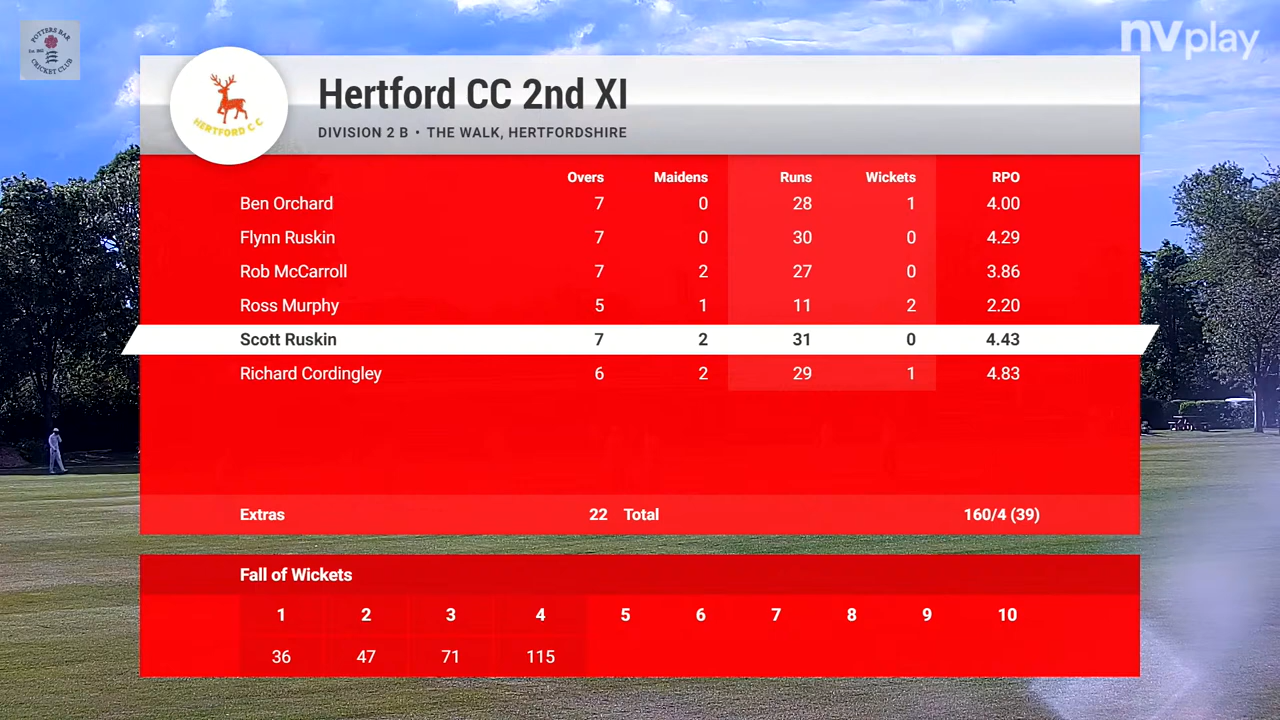 POTTERS BAR
CRICKET CLUB
nvplay
HERTFORD C C
Hertford CC 2nd XI
DIVISION 2 B • THE WALK, HERTFORDSHIRE
Overs Maidens Runs Wickets RPO
Ben Orchard 7 0 28 1 4.00
Flynn Ruskin 7 0 30 0 4.29
Rob McCarroll 7 2 27 0 3.86
Ross Murphy 5 1 11 2 2.20
Scott Ruskin 7 2 31 0 4.43
Richard Cordingley 6 2 29 1 4.83
Extras 22 Total 160/4 (39)
Fall of Wickets
1 2 3 4 5 6 7 8 9 10
36 47 71 115